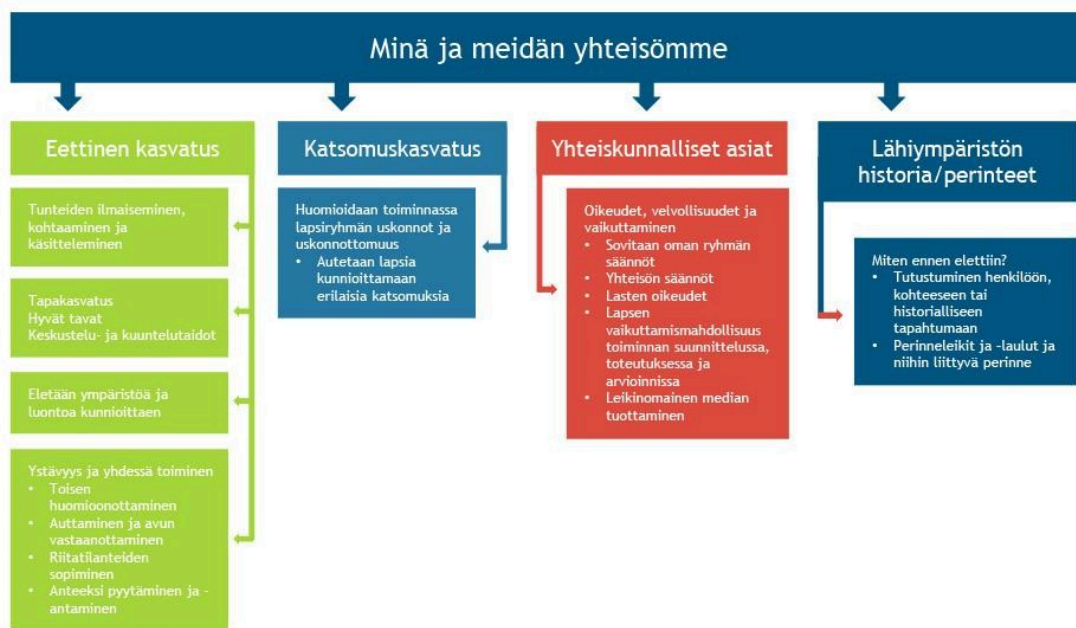 Minä ja meidän yhteisömme
Eettinen kasvatus
Tunteiden ilmaiseminen,
kohtaaminen ja
käsitteleminen
Tapakasvatus
Hyvät tavat
Keskustelu- ja kuuntelutaidot
Eletään ympäristöä ja
luontoa kunnioittaen
Ystävyys ja yhdessä toiminen
• Toisen
huomioonottaminen
• Auttaminen ja avun
vastaanottaminen
• Riitatilanteiden
sopiminen
• Anteeksi pyytäminen ja -
antaminen
Katsomuskasvatus
Huomioidaan toiminnassa
lapsiryhmän uskonnot ja
uskonnottomuus
• Autetaan lapsia
kunnioittamaan
erilaisia katsomuksia
Yhteiskunnalliset asiat
Oikeudet, velvollisuudet ja
vaikuttaminen
• Sovitaan oman ryhmän
säännöt
• Yhteisön säännöt
• Lasten oikeudet
• Lapsen
vaikuttamismahdollisuus
toiminnan suunnittelussa,
toteutuksessa ja
arvioinnissa
• Leikinomainen median
tuottaminen
Lähiympäristön
historia/perinteet
Miten ennen elettiin?
• Tutustuminen henkilöön,
kohteeseen tai
historialliseen
tapahtumaan
• Perinneleikit ja -laulut ja
niihin liittyvä perinne